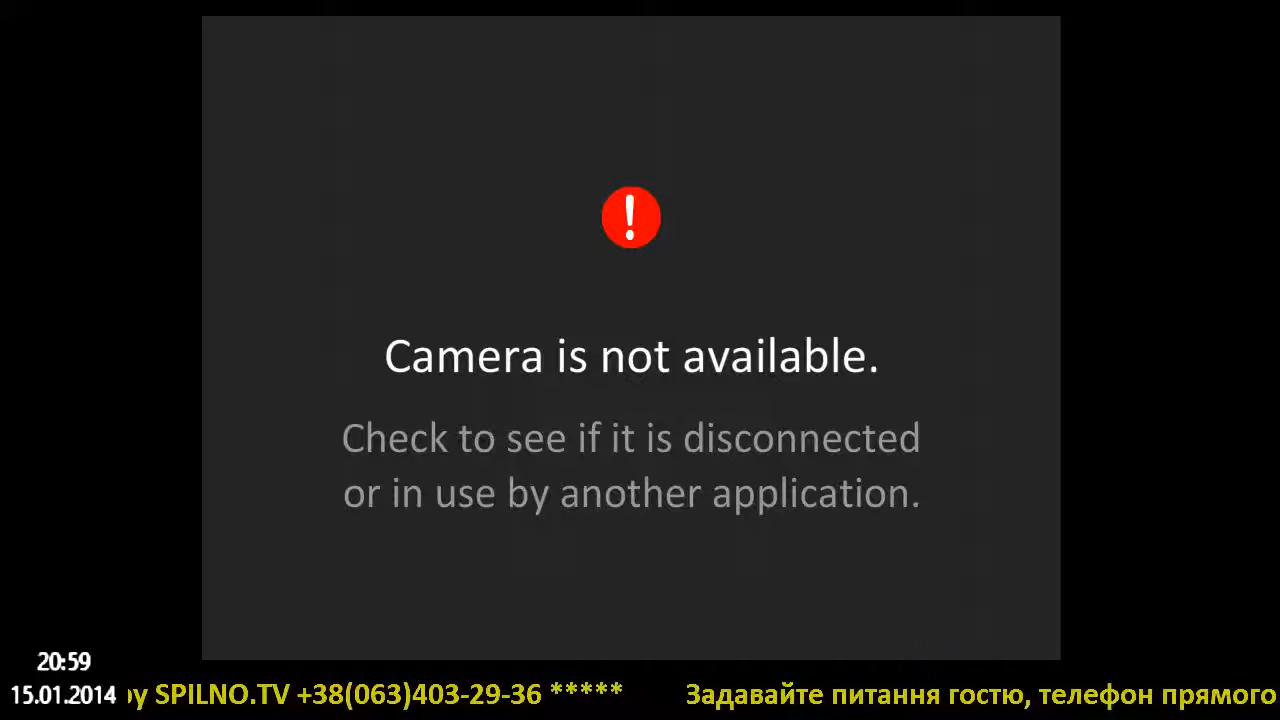 Camera is not available.
Check to see if it is disconnected
or in use by another application.
20:59
15.01.2014
SPILNO.TV +38(063)403-29-36 ***** Задавайте питання гостю, телефон прямого